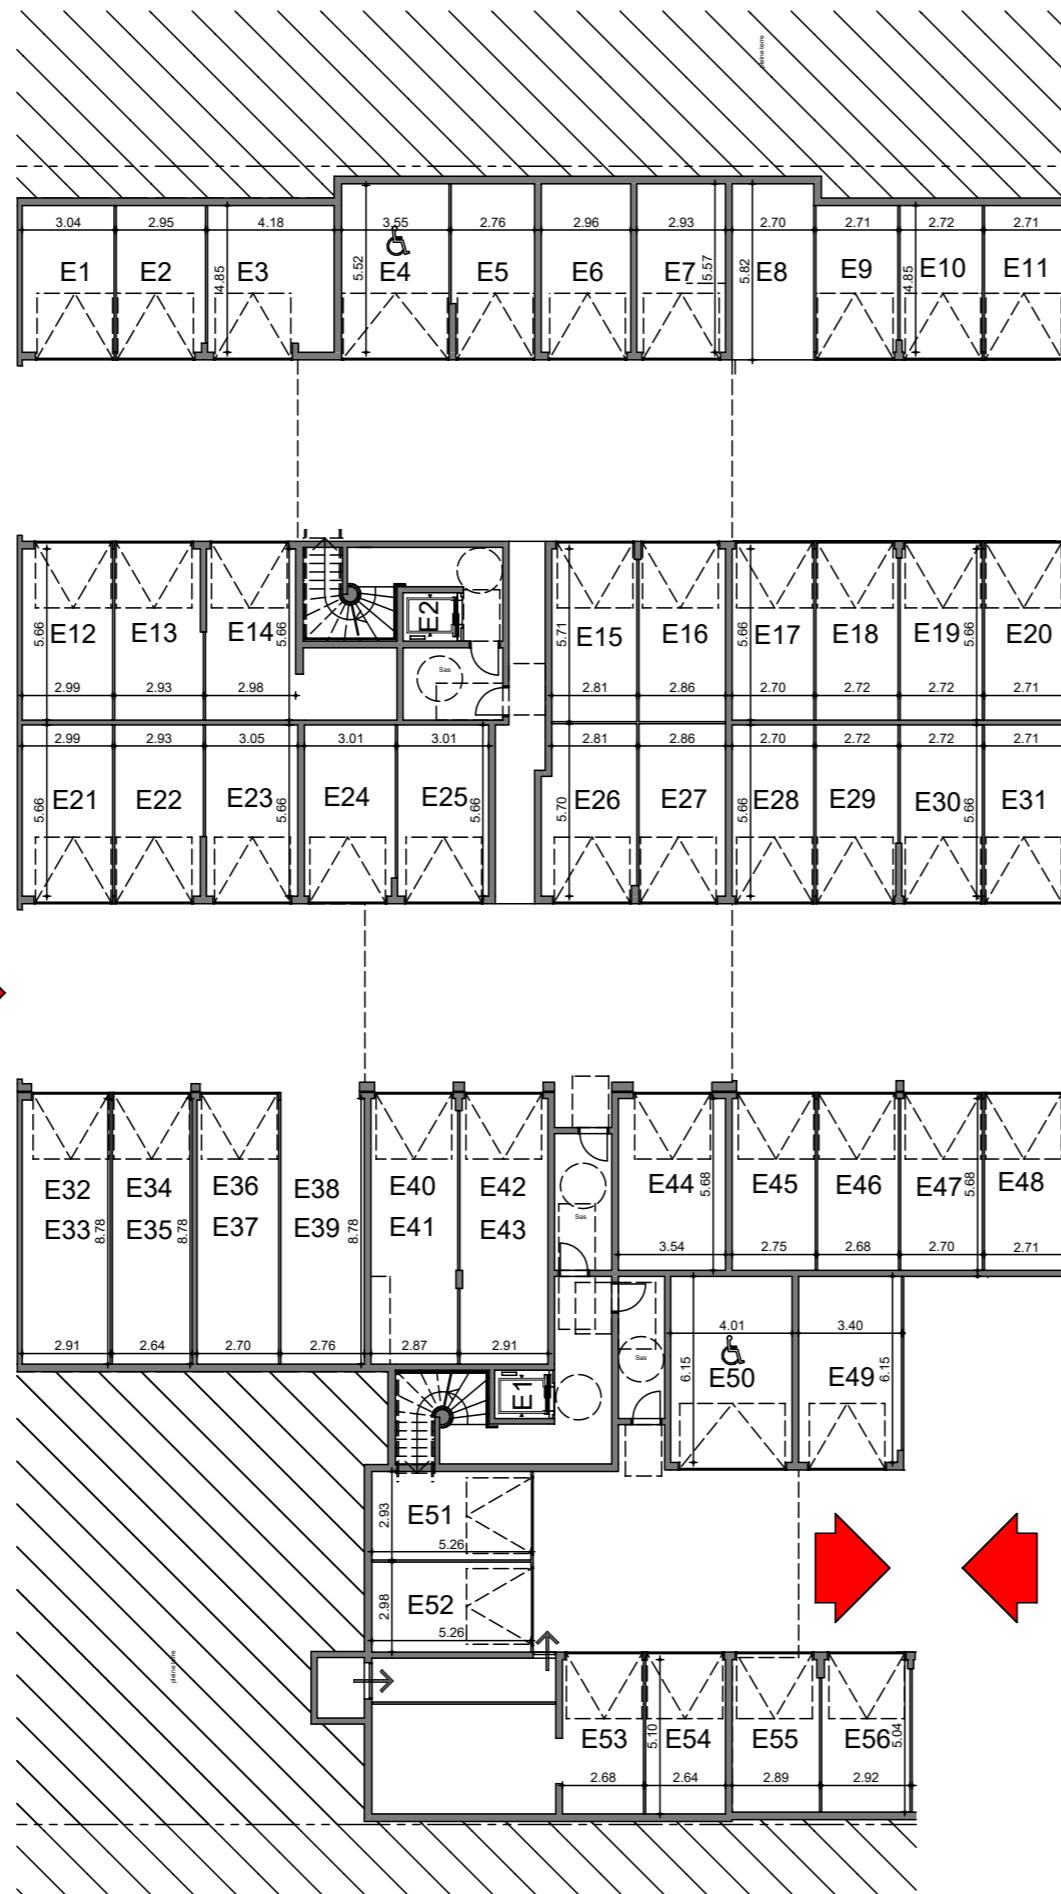 pleine terre
3.04 2.95 4.18 3.55 2.76 2.96 2.93 2.70 2.71 2.72 2.71
E1 E2 E3 E4 E5 E6 E7 E8 E9 E10 E11
4.85 5.52 5.57 5.82 4.85
E2
E12 E13 E14 E15 E16 E17 E18 E19 E20
5.66 5.66 5.71 5.66 5.66
Sas
2.99 2.93 2.98 2.81 2.86 2.70 2.72 2.72 2.71
2.99 2.93 3.05 3.01 3.01 2.81 2.86 2.70 2.72 2.72 2.71
E21 E22 E23 E24 E25 E26 E27 E28 E29 E30 E31
5.66 5.66 5.66 5.70 5.66 5.66
E32 E34 E36 E38 E40 E42 E44 E45 E46 E47 E48
E33 E35 E37 E39 E41 E43
8.78 8.78 8.78 5.68 5.68
Sas
3.54 2.75 2.68 2.70 2.71
4.01 3.40
2.91 2.64 2.70 2.76 2.87 2.91
Sas
6.15 E50 E49 6.15
E1
E51
2.93
5.26
E52
2.98
5.26
pleine terre
E53 E54 E55 E56
5.10 5.04
2.68 2.64 2.89 2.92